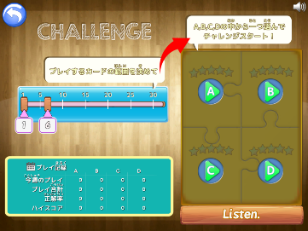 CHALLENGE
A,B,C,Dの中から一つ選んで
チャレンジスタート！
プレイするカードの範囲を決めて
1 5 10 15 20 25 30
1 6
A B
C D
プレイ記録 A B C D
今週のプレイ 0 0 0 0
プレイ合計 0 0 0 0
正解率 0 0 0 0
ハイスコア 0 0 0 0
Listen.